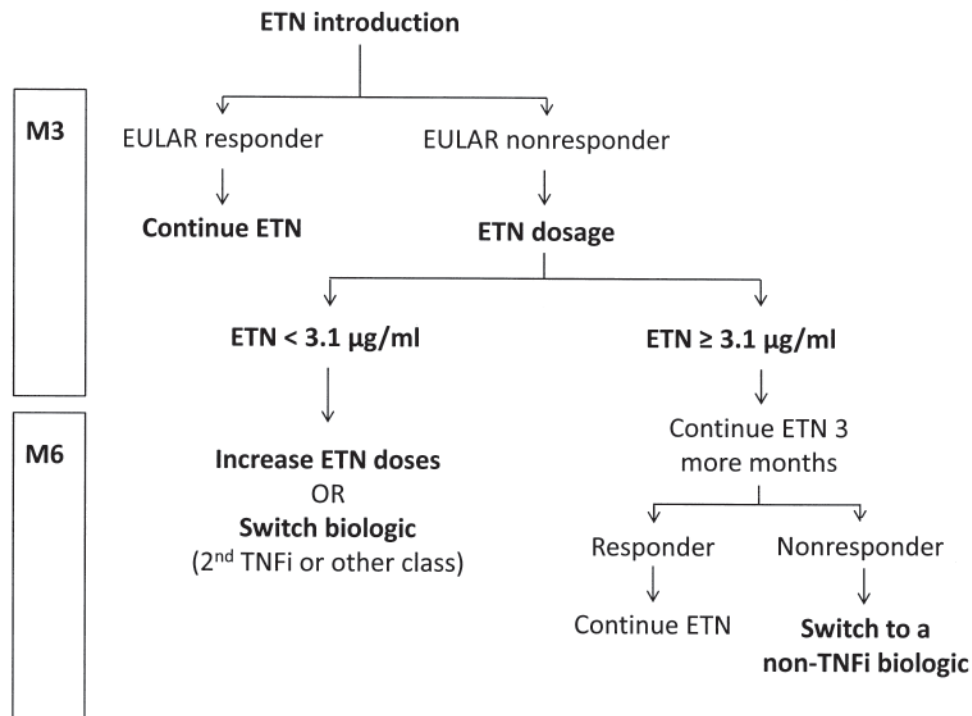 ETN introduction
M3
EULAR responder
EULAR nonresponder
Continue ETN
ETN dosage
ETN < 3.1 µg/ml
ETN ≥ 3.1 µg/ml
M6
Continue ETN 3
more months
Increase ETN doses
OR
Switch biologic
(2nd TNFi or other class)
Responder
Nonresponder
Continue ETN
Switch to a
non-TNFi biologic